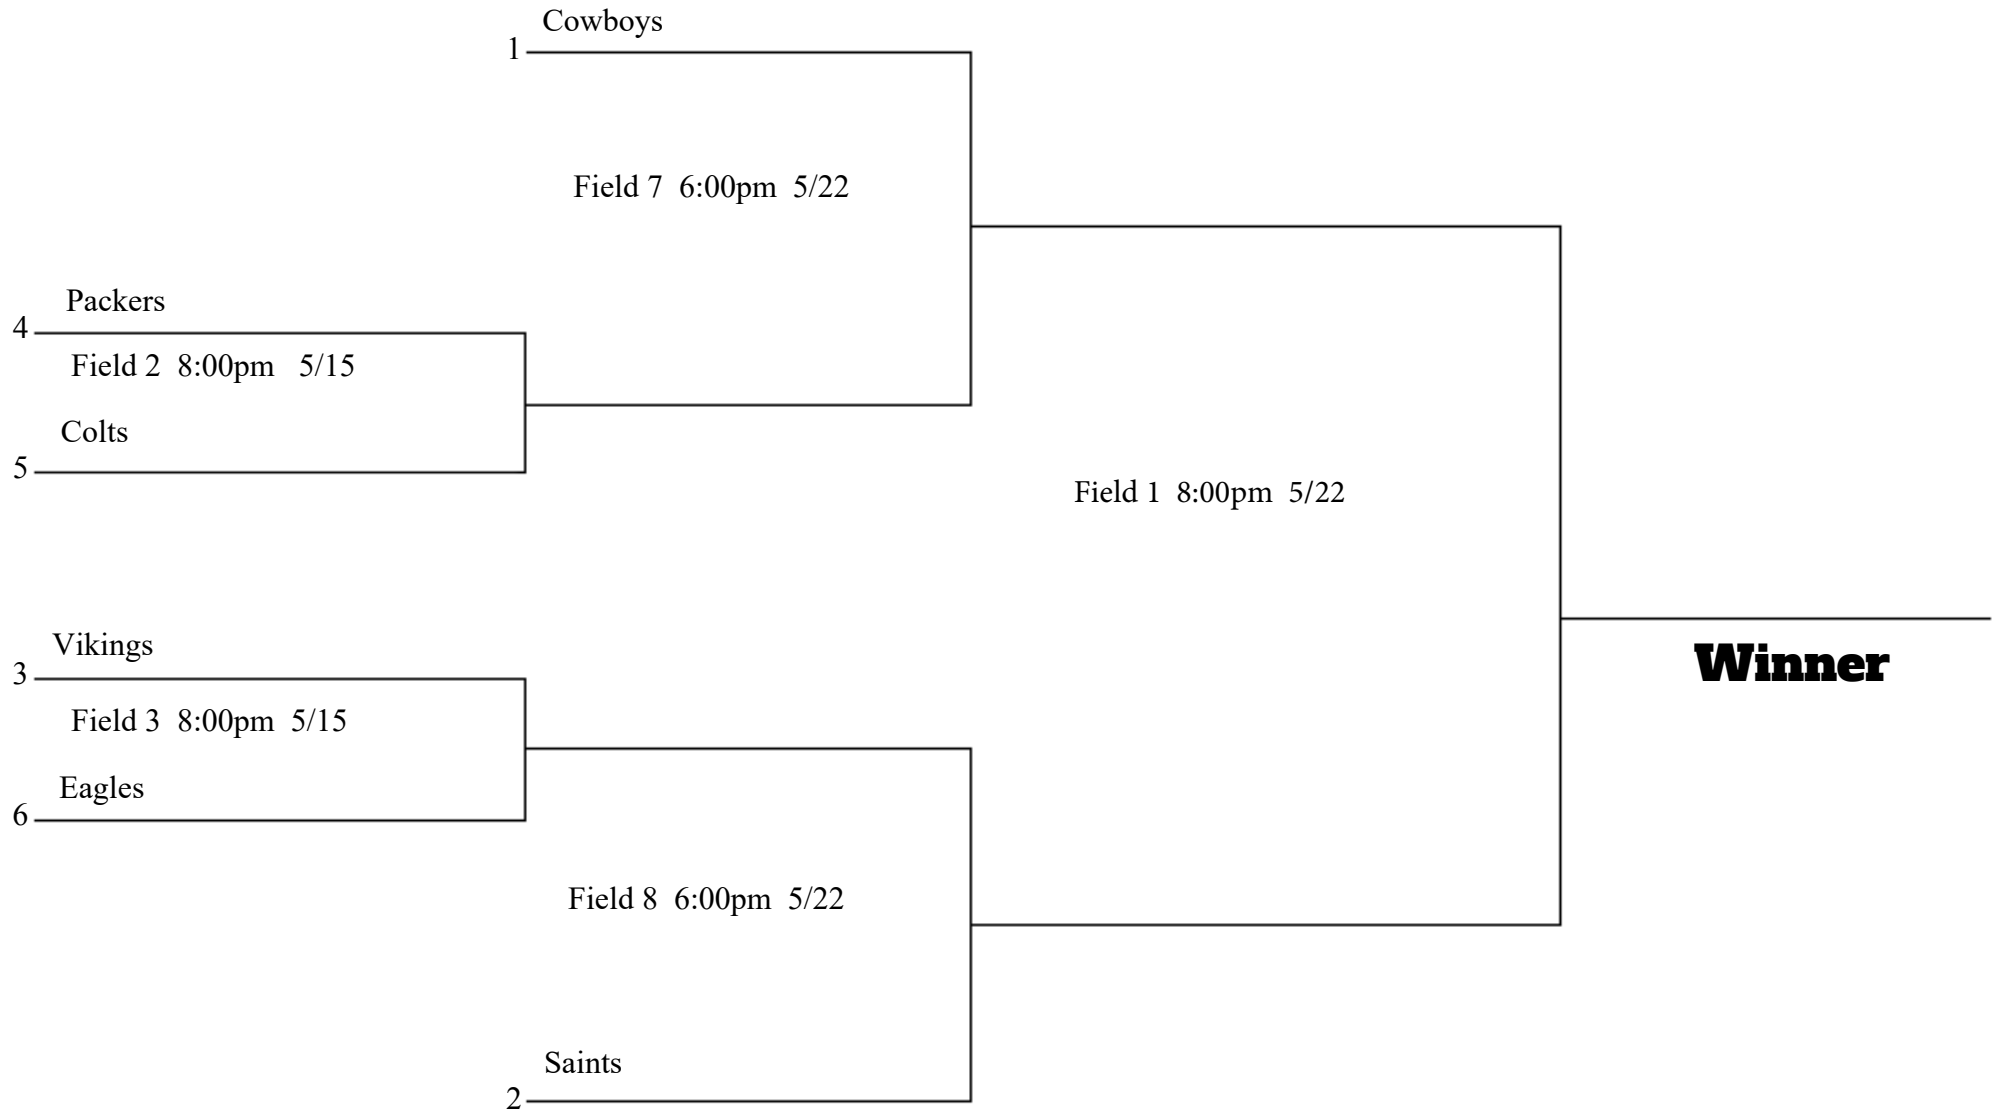 Cowboys
1
Field 7 6:00pm 5/22
Packers
4
Field 2 8:00pm 5/15
Colts
5
Field 1 8:00pm 5/22
Vikings
3
Field 3 8:00pm 5/15
Eagles
6
Winner
Field 8 6:00pm 5/22
Saints
2